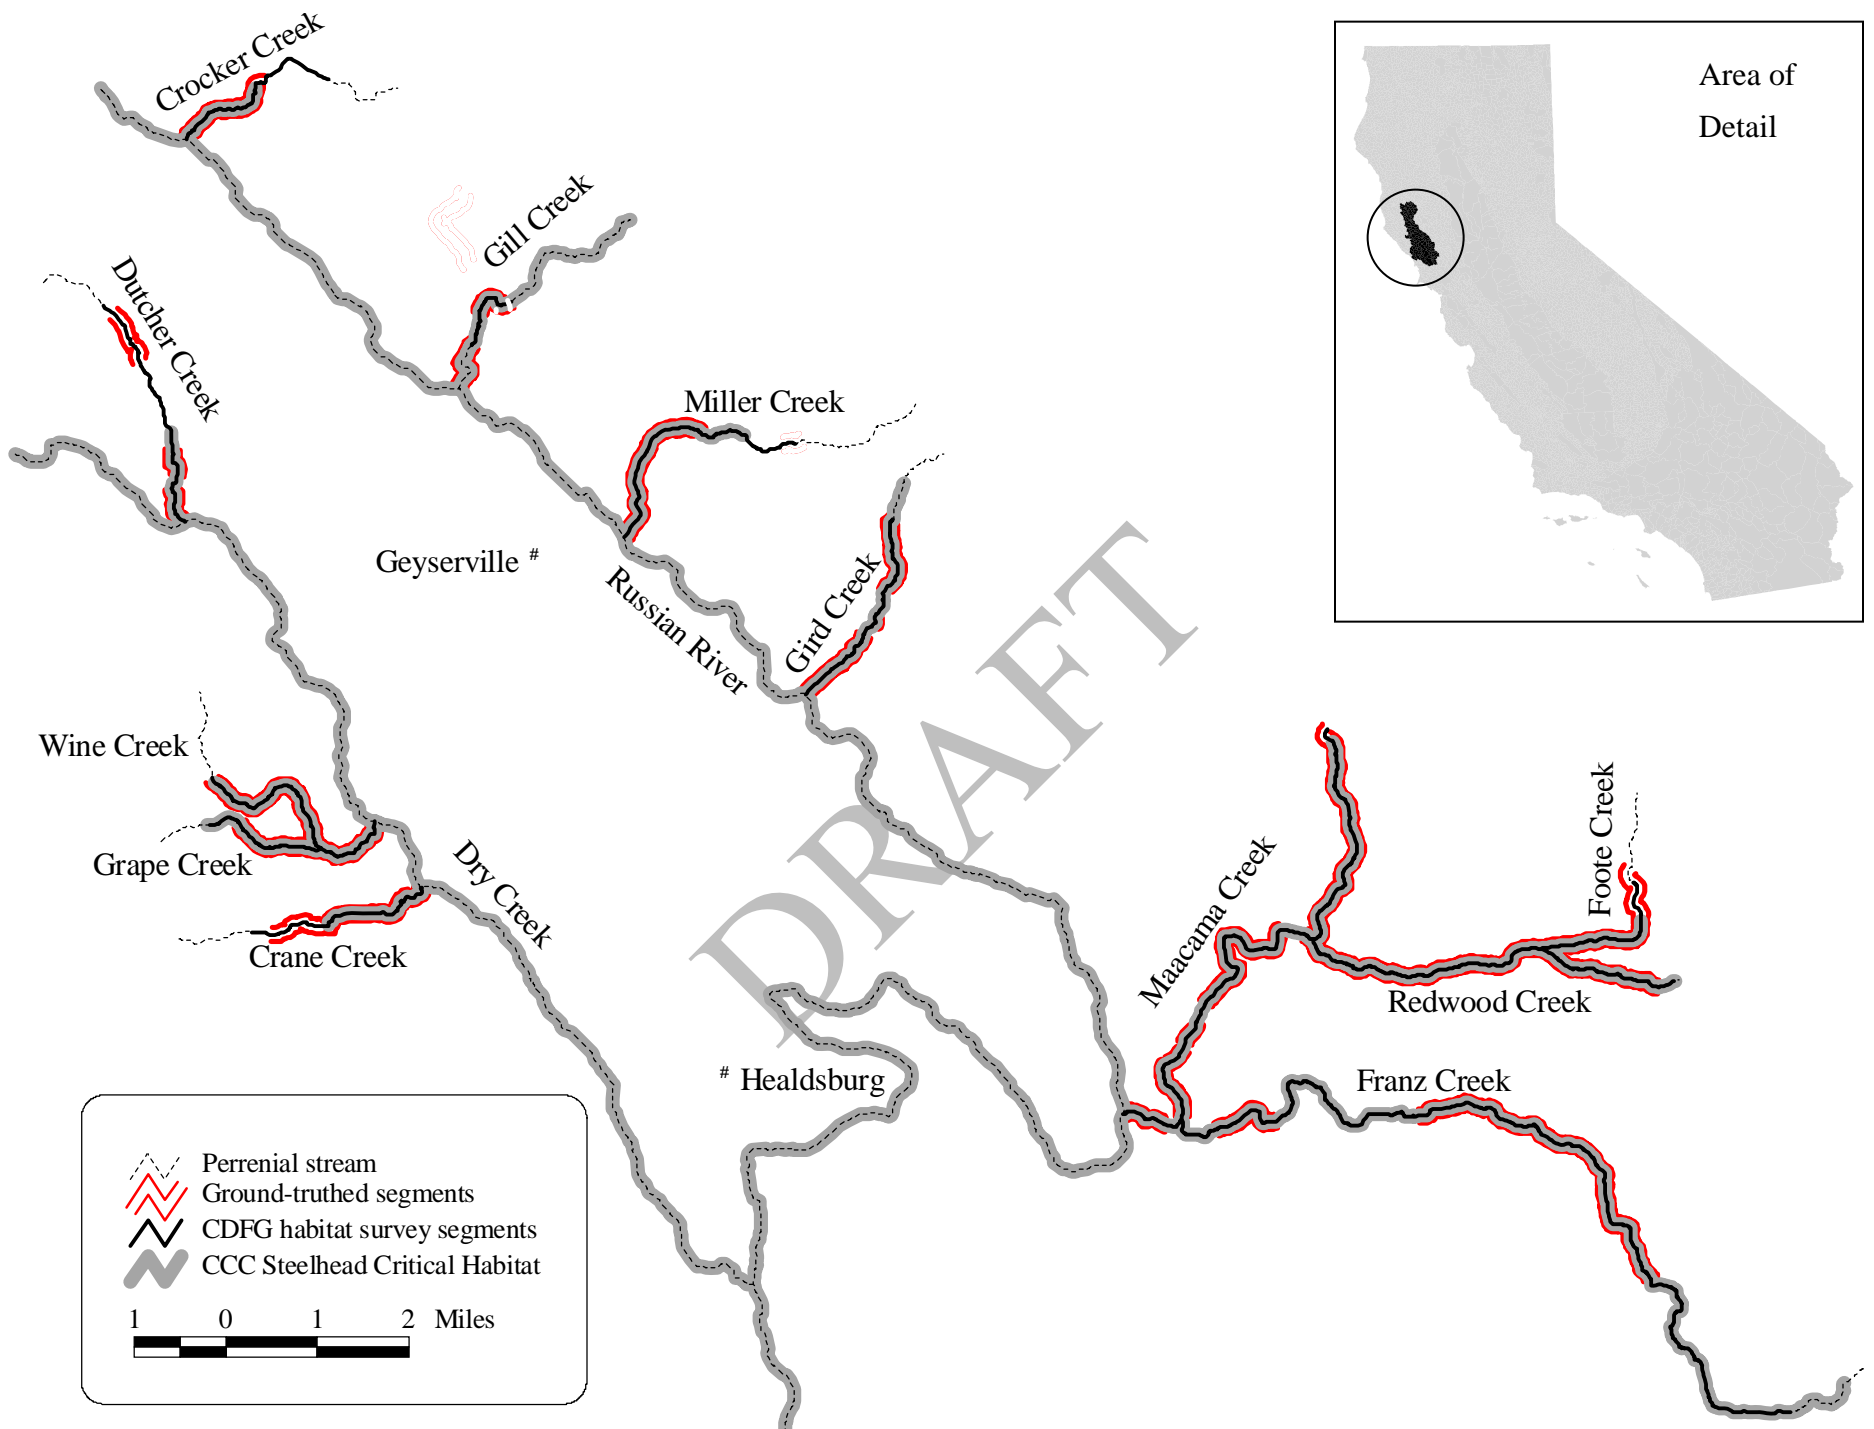 Crocker Creek
Area of
Detail
Gill Creek
Dutcher Creek
Miller Creek
Geyserville #
Russian River
Gird Creek
DRAFT
Wine Creek
Grape Creek
Dry Creek
Crane Creek
Maacama Creek
Foote Creek
Redwood Creek
# Healdsburg
Franz Creek
Perrenial stream
Ground-truthed segments
CDFG habitat survey segments
CCC Steelhead Critical Habitat
1 0 1 2 Miles